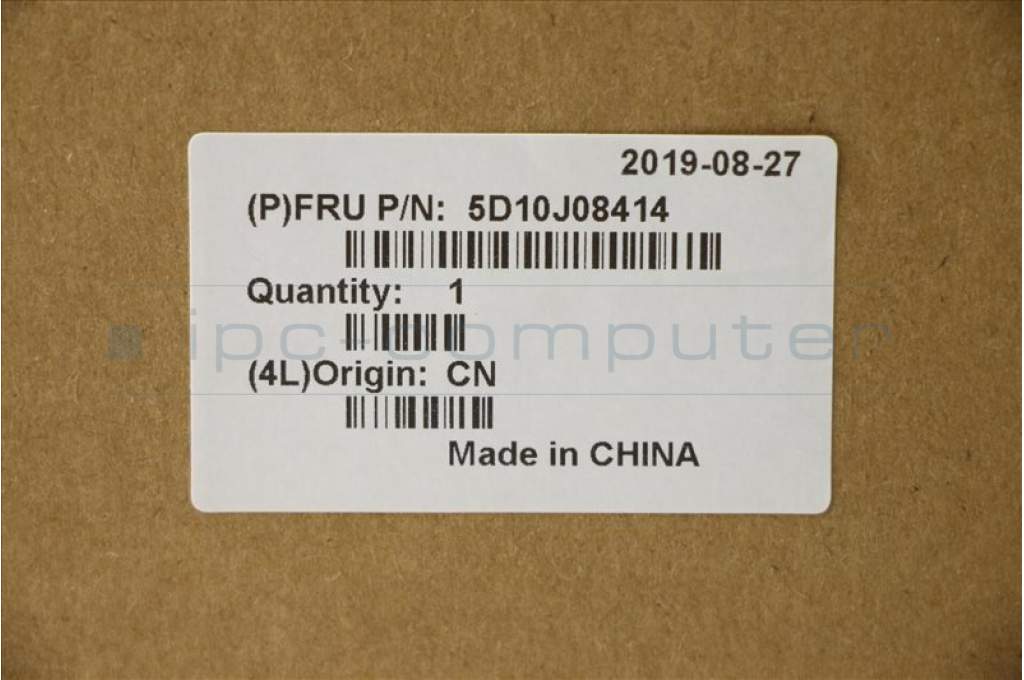 2019-08-27
(P)FRU P/N: 5D10J08414
Quantity: 1
ipc-computer
(4L)Origin: CN
Made in CHINA